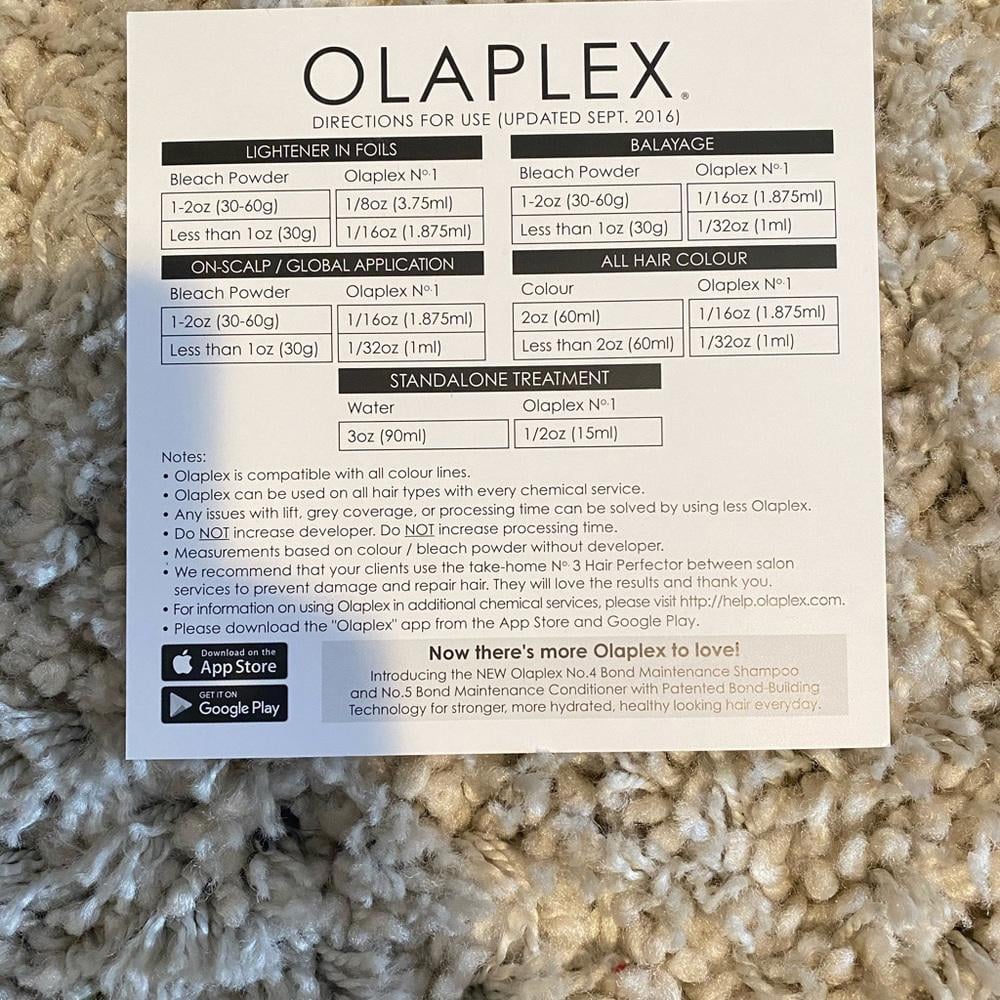 OLAPLEX®
DIRECTIONS FOR USE (UPDATED SEPT. 2016)
LIGHTENER IN FOILS
Bleach Powder Olaplex Nº.1
1-2oz (30-60g) 1/8oz (3.75ml)
Less than 1oz (30g) 1/16oz (1.875ml)
BALAYAGE
Bleach Powder Olaplex Nº.1
1-2oz (30-60g) 1/16oz (1.875ml)
Less than 1oz (30g) 1/32oz (1ml)
ON-SCALP / GLOBAL APPLICATION
Bleach Powder Olaplex Nº.1
1-2oz (30-60g) 1/16oz (1.875ml)
Less than 1oz (30g) 1/32oz (1ml)
ALL HAIR COLOUR
Colour Olaplex Nº.1
2oz (60ml) 1/16oz (1.875ml)
Less than 2oz (60ml) 1/32oz (1ml)
STANDALONE TREATMENT
Water Olaplex Nº.1
3oz (90ml) 1/2oz (15ml)
Notes:
• Olaplex is compatible with all colour lines.
• Olaplex can be used on all hair types with every chemical service.
• Any issues with lift, grey coverage, or processing time can be solved by using less Olaplex.
• Do NOT increase developer. Do NOT increase processing time.
• Measurements based on colour / bleach powder without developer.
• We recommend that your clients use the take-home Nº.3 Hair Perfector between salon
services to prevent damage and repair hair. They will love the results and thank you.
• For information on using Olaplex in additional chemical services, please visit http://help.olaplex.com.
• Please download the "Olaplex" app from the App Store and Google Play.
Download on the
App Store
GET IT ON
Google Play
Now there's more Olaplex to love!
Introducing the NEW Olaplex No.4 Bond Maintenance Shampoo
and No.5 Bond Maintenance Conditioner with Patented Bond-Building
Technology for stronger, more hydrated, healthy looking hair everyday.